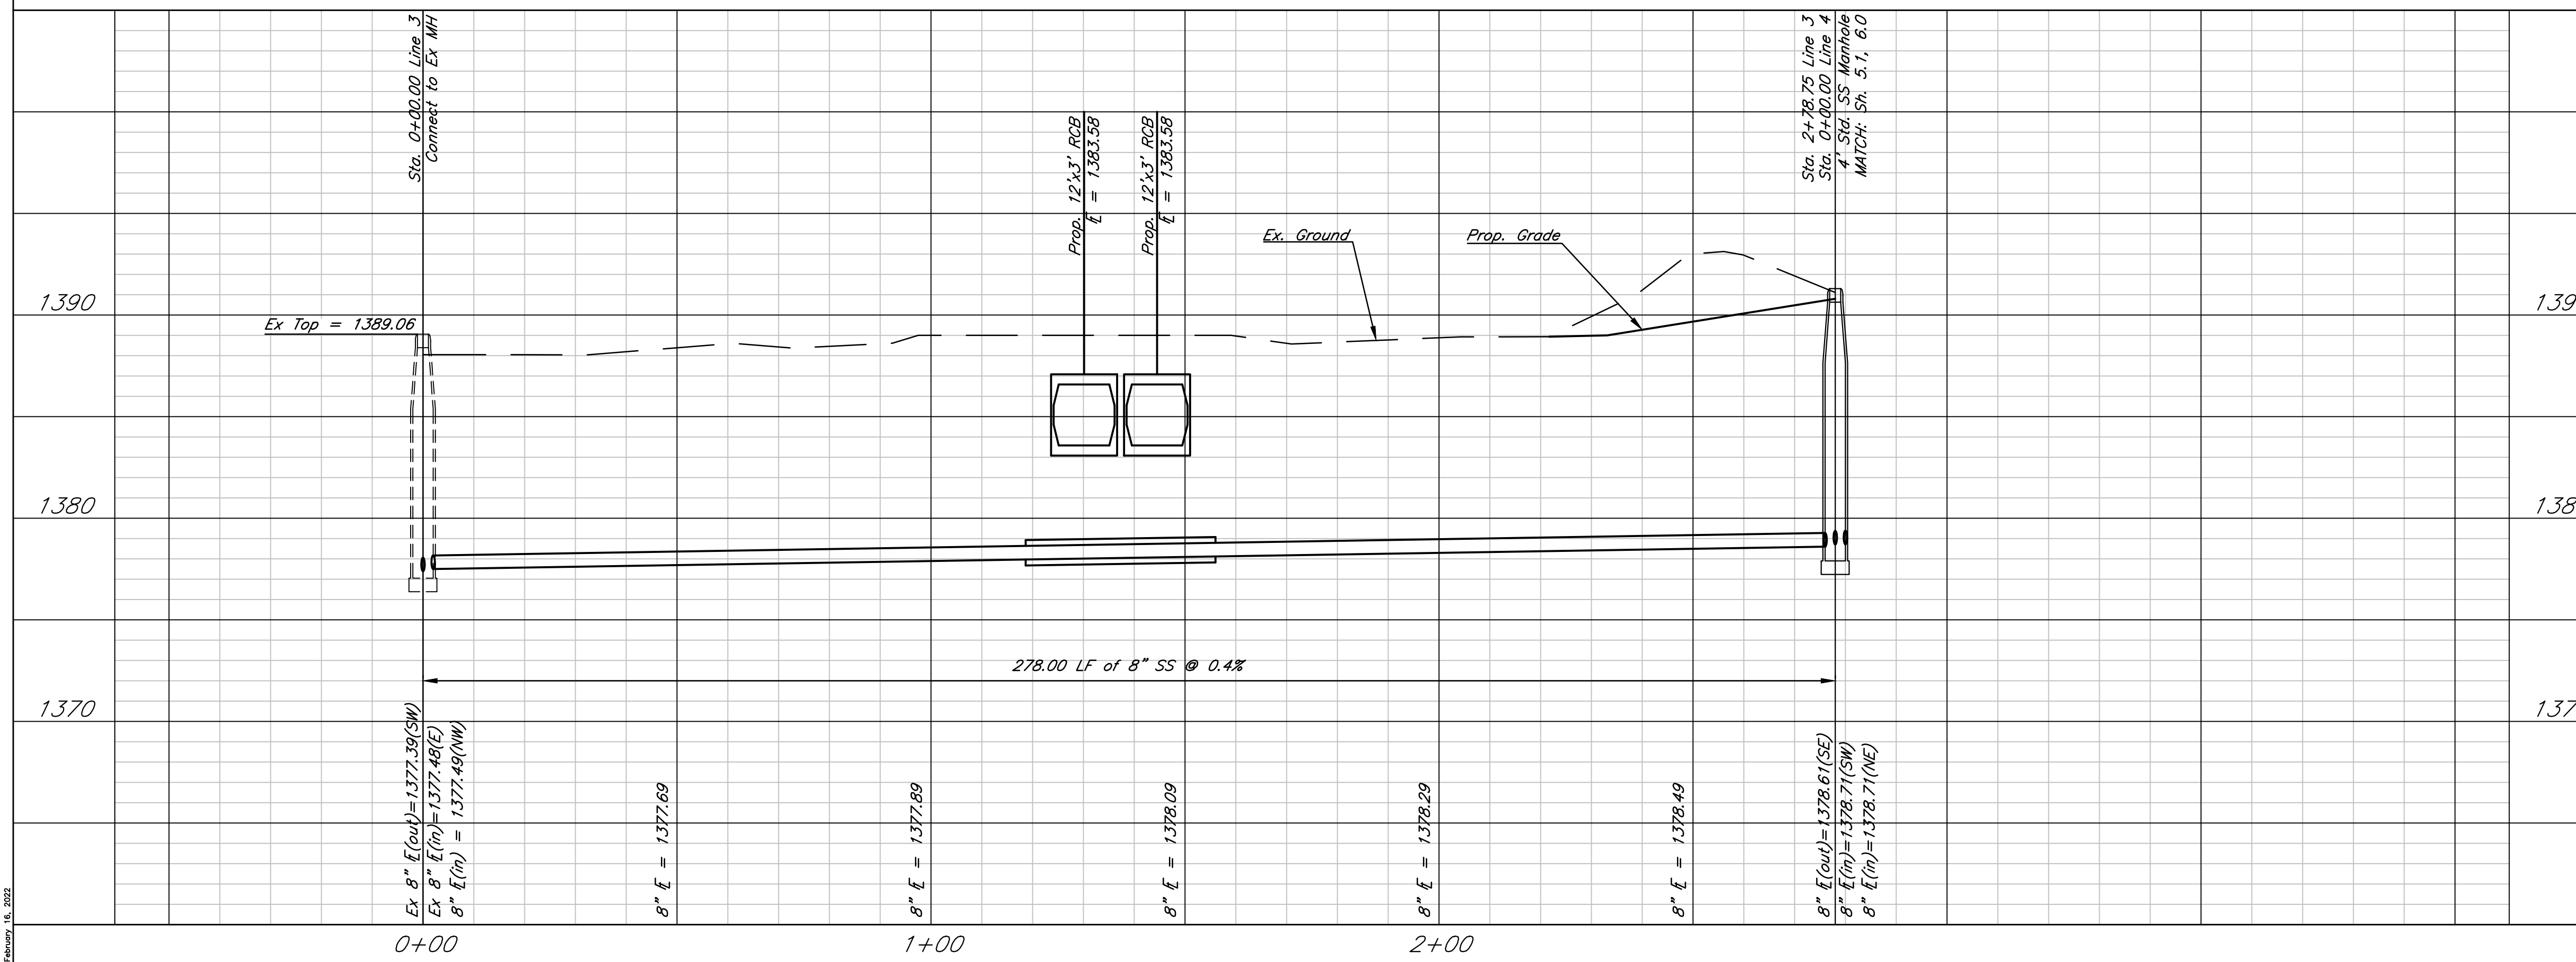 Sta. 0+00.00 Line 3
Connect to Ex MH
Prop. 12'x3' RCB
℄ = 1383.58
Prop. 12'x3' RCB
℄ = 1383.58
Sta. 2+78.75 Line 3
Sta. 0+00.00 Line 4
4' Std. SS Manhole
MATCH: Sh. 5.1, 6.0
Ex. Ground
Prop. Grade
1390
139
Ex Top = 1389.06
1380
138
278.00 LF of 8" SS @ 0.4%
1370
137
Ex 8" ℄(out)=1377.39(SW)
Ex 8" ℄(in)=1377.48(E)
8" ℄(in) = 1377.49(NW)
8" ℄ = 1377.69
8" ℄ = 1377.89
8" ℄ = 1378.09
8" ℄ = 1378.29
8" ℄ = 1378.49
8" ℄(out)=1378.61(SE)
8" ℄(in)=1378.71(SW)
8" ℄(in)=1378.71(NE)
0+00
1+00
2+00
February 16, 2022